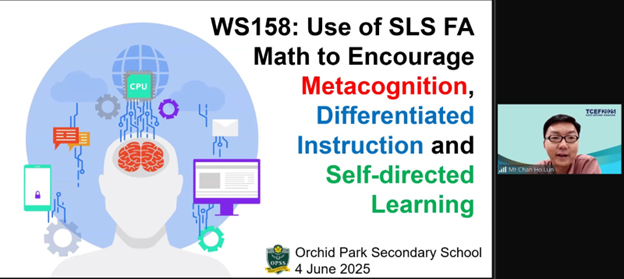 WS158: Use of SLS FA
Math to Encourage
Metacognition,
Differentiated
Instruction and
Self-directed
Learning
CPU
OPSS
Orchid Park Secondary School
4 June 2025
Mr Chan Ho Lun